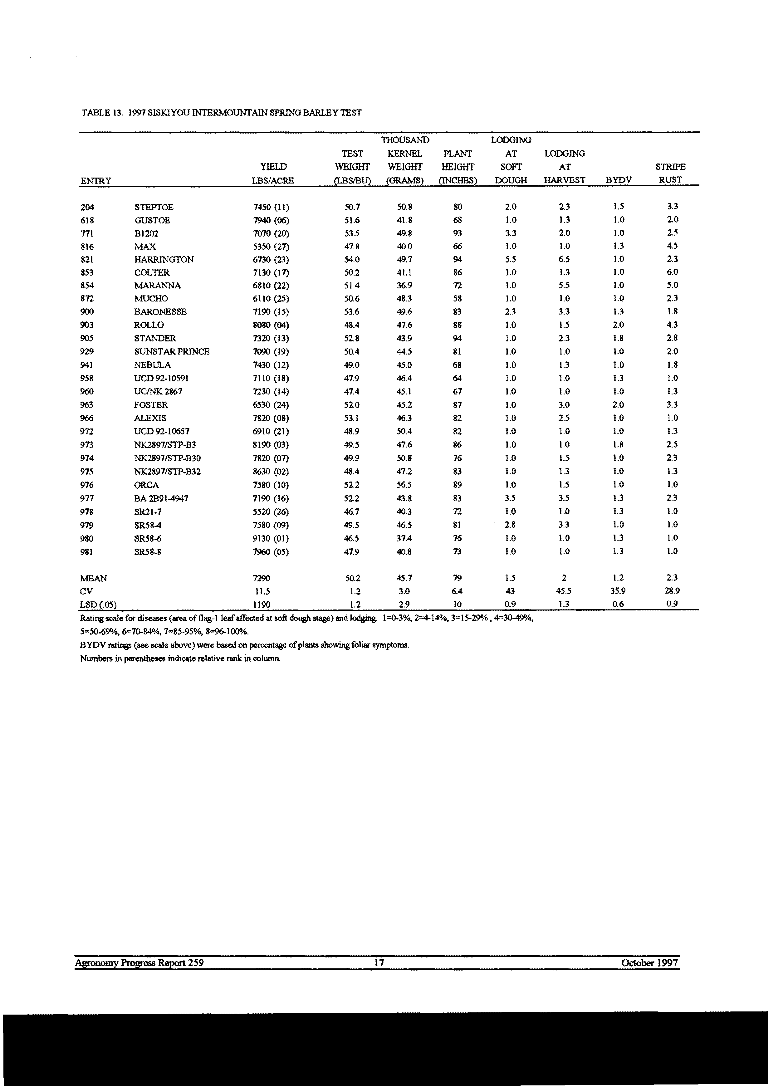 TABLE 13. 1997 SISKIYOU INTERMOUNTAIN SPRING BARLEY TEST
THOUSAND LODGING
TEST KERNEL PLANT AT LODGING
YIELD WEIGHT WEIGHT HEIGHT SOFT AT STRIPE
ENTRY LBS/ACRE (LBS/BU) (GRAMS) (INCHES) DOUGH HARVEST BYDV RUST
204 STEPTOE 7450 (11) 50.7 50.8 80 2.0 2.3 1.5 3.3
618 GUSTOE 7940 (06) 51.6 41.8 68 1.0 1.3 1.0 2.0
771 B1202 7070 (20) 53.5 49.8 93 3.3 2.0 1.0 2.5
816 MAX 5350 (27) 47.8 40.0 66 1.0 1.0 1.3 4.5
821 HARRINGTON 6730 (23) 54.0 49.7 94 5.5 6.5 1.0 2.3
853 COLTER 7130 (17) 50.2 41.1 86 1.0 1.3 1.0 6.0
854 MARANNA 6810 (22) 51.4 36.9 72 1.0 5.5 1.0 5.0
872 MUCHO 6110 (25) 50.6 48.3 58 1.0 1.0 1.0 2.3
900 BARONESSE 7190 (15) 53.6 49.6 83 2.3 3.3 1.3 1.8
903 ROLLO 8080 (04) 48.4 47.6 88 1.0 1.5 2.0 4.3
905 STANDER 7320 (13) 52.8 43.9 94 1.0 2.3 1.8 2.8
929 SUNSTAR PRINCE 7090 (19) 50.4 44.5 81 1.0 1.0 1.0 2.0
941 NEBULA 7430 (12) 49.0 45.0 68 1.0 1.3 1.0 1.8
958 UCD 92-10591 7110 (18) 47.9 46.4 64 1.0 1.0 1.3 1.0
960 UC/NK 2867 7230 (14) 47.4 45.1 67 1.0 1.0 1.0 1.3
963 FOSTER 6530 (24) 52.0 45.2 87 1.0 3.0 2.0 3.3
966 ALEXIS 7820 (08) 53.1 46.3 82 1.0 2.5 1.0 1.0
972 UCD 92-10657 6910 (21) 48.9 50.4 82 1.0 1.0 1.0 1.3
973 NK2897/STP-B3 8190 (03) 49.5 47.6 86 1.0 1.0 1.8 2.5
974 NK2897/STP-B30 7820 (07) 49.9 50.8 76 1.0 1.5 1.0 2.3
975 NK2897/STP-B32 8630 (02) 48.4 47.2 83 1.0 1.3 1.0 1.3
976 ORCA 7380 (10) 52.2 56.5 89 1.0 1.5 1.0 1.0
977 BA 2B91-4947 7190 (16) 52.2 43.8 83 3.5 3.5 1.3 2.3
978 SR21-7 5520 (26) 46.7 40.3 72 1.0 1.0 1.3 1.0
979 SR58-4 7580 (09) 49.5 46.5 81 2.8 3.3 1.0 1.0
980 SR58-6 9130 (01) 46.5 37.4 76 1.0 1.0 1.3 1.0
981 SR58-8 7960 (05) 47.9 40.8 73 1.0 1.0 1.3 1.0
MEAN 7290 50.2 45.7 79 1.5 2 1.2 2.3
CV 11.5 1.2 3.0 6.4 43 45.5 35.9 28.9
LSD (.05) 1190 1.2 2.9 10 0.9 1.3 0.6 0.9
Rating scale for diseases (area of flag-1 leaf affected at soft dough stage) and lodging. 1=0-3%, 2=4-14%, 3=15-29% , 4=30-49%,
5=50-69%, 6=70-84%, 7=85-95%, 8=96-100%.
BYDV ratings (see scale above) were based on percentage of plants showing foliar symptoms.
Numbers in parentheses indicate relative rank in column.
Agronomy Progress Report 259 17 October 1997